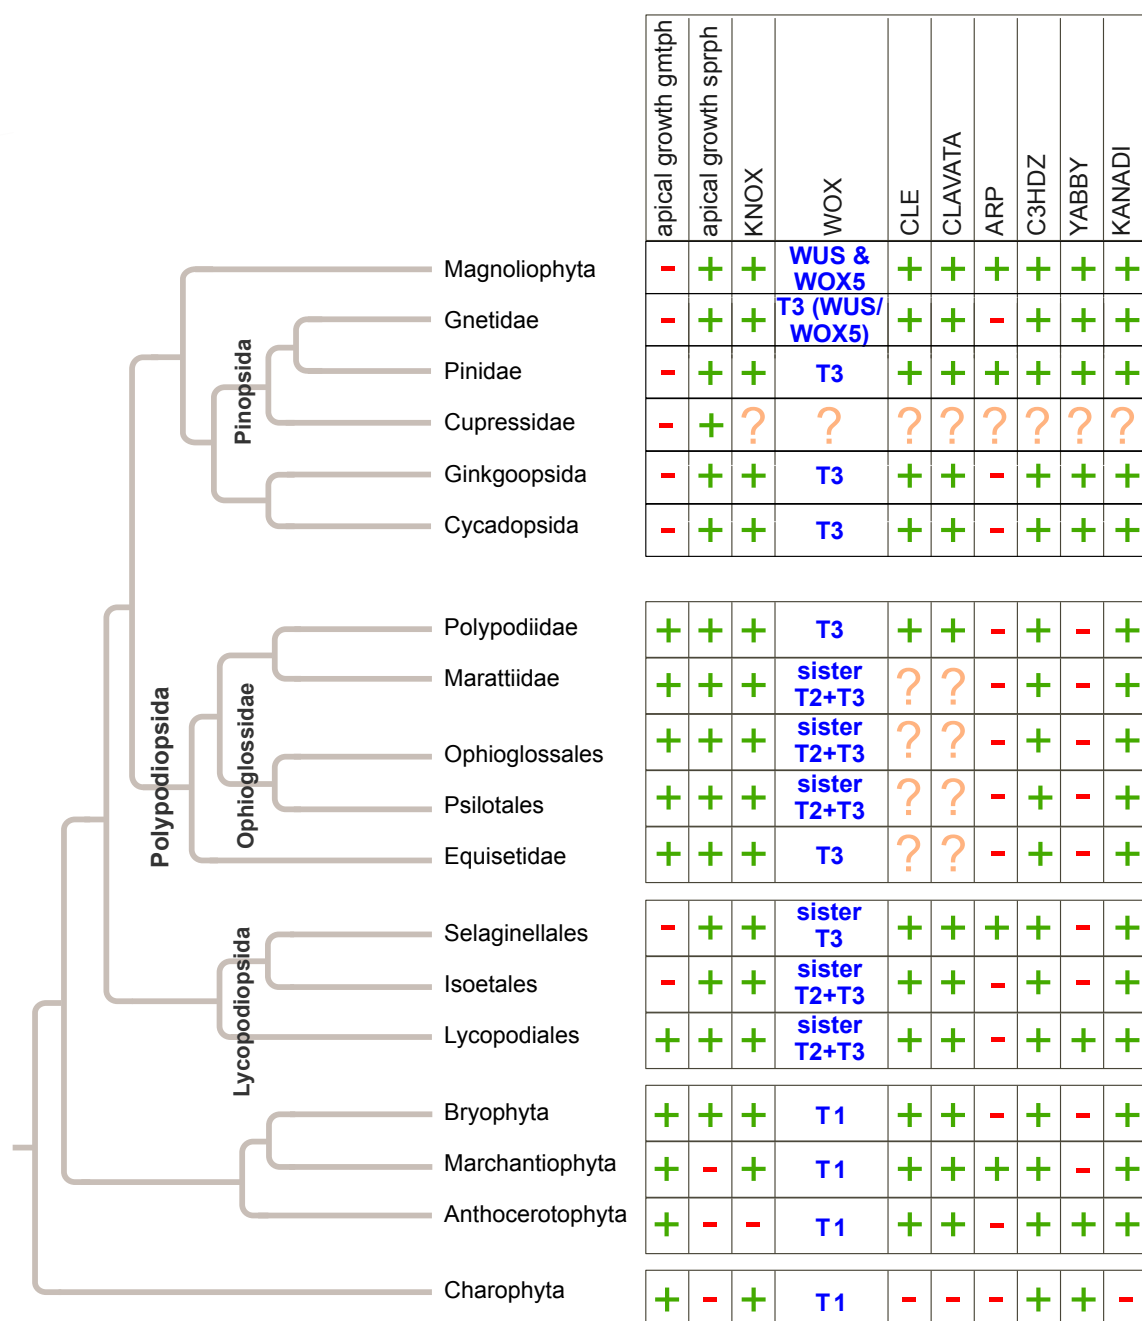 apical growth gmtph
apical growth sprph
KNOX
WOX
CLE
CLAVATA
ARP
C3HDZ
YABBY
KANADI
Pinopsida
Polypodiopsida
Ophioglossidae
Lycopodiopsida
Magnoliophyta - + + WUS & + + + + + +
WOX5
Gnetidae - + + T3 (WUS/ + + - + + +
WOX5)
Pinidae - + + T3 + + + + + +
Cupressidae - + ? ? ? ? ? ? ? ?
Ginkgoopsida - + + T3 + + - + + +
Cycadopsida - + + T3 + + - + + +
Polypodiidae + + + T3 + + - + - +
Marattiidae + + + sister ? ? - + - +
T2+T3
Ophioglossales + + + sister ? ? - + - +
T2+T3
Psilotales + + + sister ? ? - + - +
T2+T3
Equisetidae + + + T3 ? ? - + - +
Selaginellales - + + sister + + + + - +
T3
Isoetales - + + sister + + - + - +
T2+T3
Lycopodiales + + + sister + + - + + +
T2+T3
Bryophyta + + + T1 + + - + - +
Marchantiophyta + - + T1 + + + + - +
Anthocerotophyta + - - T1 + + - + + +
Charophyta + - + T1 - - - + + -